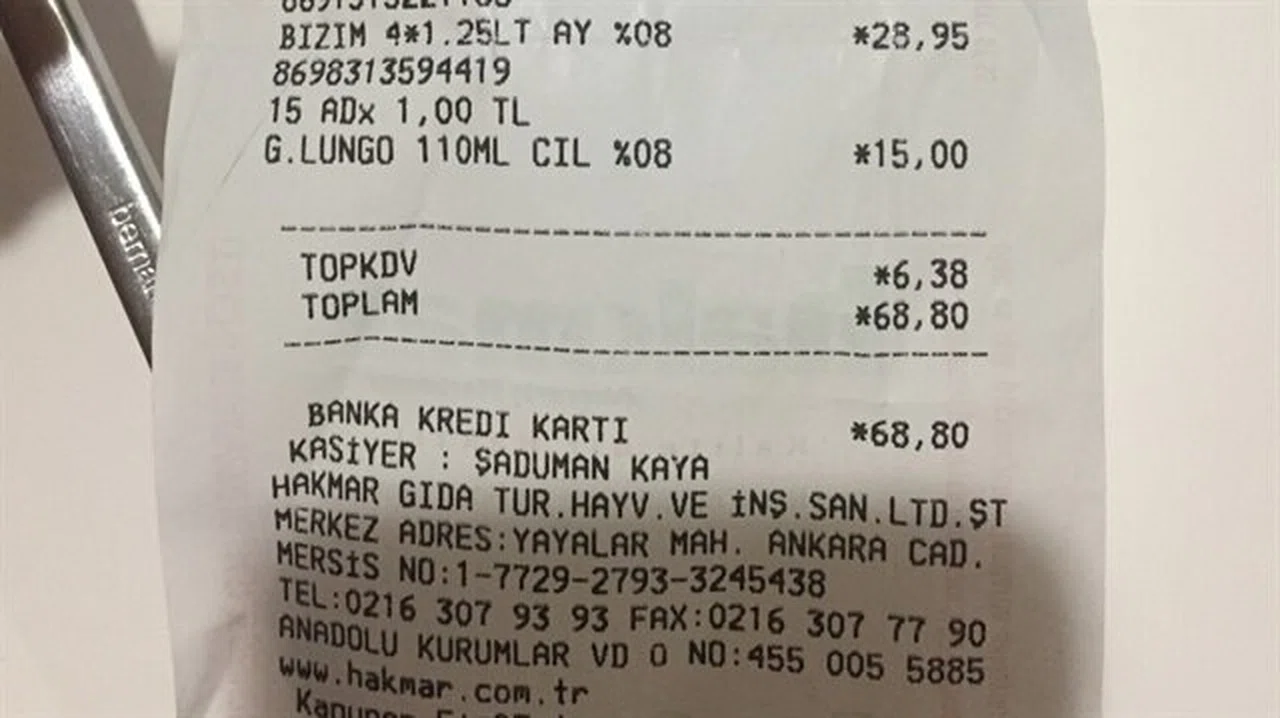 BIZIM 4*1.25LT AY %08 *28,95
8698313594419
15 ADx 1,00 TL
G.LUNGO 110ML CIL %08 *15,00
TOPKDV *6,38
TOPLAM *68,80
BANKA KREDI KARTI *68,80
KASİYER : ŞADUMAN KAYA
HAKMAR GIDA TUR.HAYV.VE İNŞ.SAN.LTD.ŞT
MERKEZ ADRES:YAYALAR MAH. ANKARA CAD.
MERSİS NO:1-7729-2793-3245438
TEL:0216 307 93 93 FAX:0216 307 77 90
ANADOLU KURUMLAR VD O NO:455 005 5885
www.hakmar.com.tr